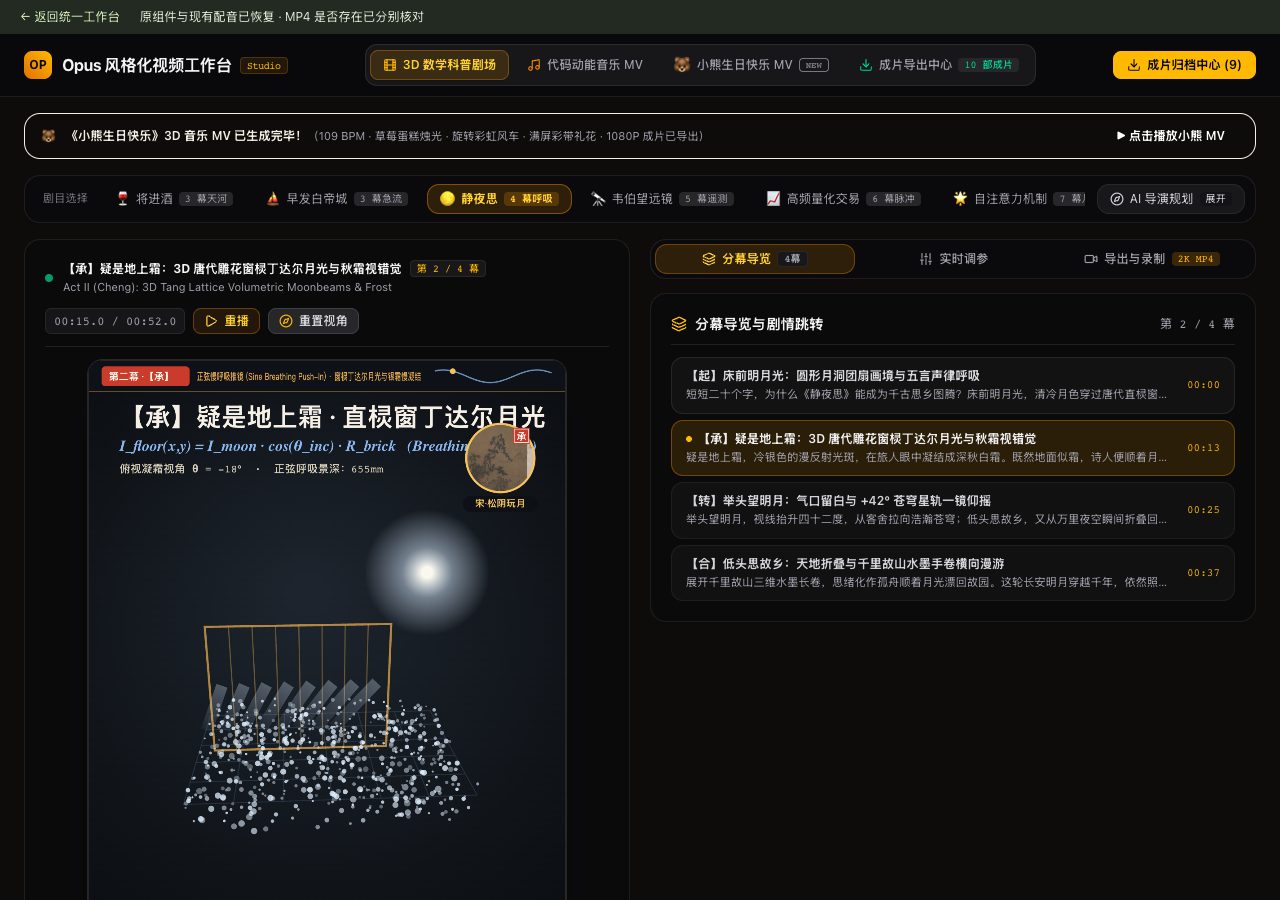 ← 返回统一工作台 原组件与现有配音已恢复 · MP4 是否存在已分别核对
OP Opus 风格化视频工作台 Studio
3D 数学科普剧场 代码动能音乐 MV 小熊生日快乐 MV NEW 成片导出中心 10 部成片
成片归档中心 (9)
《小熊生日快乐》3D 音乐 MV 已生成完毕！ (109 BPM · 草莓蛋糕烛光 · 旋转彩虹风车 · 满屏彩带礼花 · 1080P 成片已导出)
▶ 点击播放小熊 MV
剧目选择 将进酒 3 幕天河 早发白帝城 3 幕急流 静夜思 4 幕呼吸 韦伯望远镜 5 幕遥测 高频量化交易 6 幕脉冲 自注意力机制 7 幕
AI 导演规划 展开
【承】疑是地上霜：3D 唐代雕花窗棂丁达尔月光与秋霜视错觉 第 2 / 4 幕
Act II (Cheng): 3D Tang Lattice Volumetric Moonbeams & Frost
00:15.0 / 00:52.0 重播 重置视角
第二幕 · 【承】 正弦慢呼吸推镜 (Sine Breathing Push-In) · 窗棂丁达尔月光与银霜慢凝结
【承】疑是地上霜 · 直棂窗丁达尔月光
I_floor(x,y) = I_moon · cos(θ_inc) · R_brick (Breathin
俯视凝霜视角 θ = -18° · 正弦呼吸景深：655mm
承
宋·松阴玩月
分幕导览 4幕 实时调参 导出与录制 2K MP4
分幕导览与剧情跳转 第 2 / 4 幕
【起】床前明月光：圆形月洞团扇画境与五言声律呼吸
短短二十个字，为什么《静夜思》能成为千古思乡图腾？床前明月光，清冷月色穿过唐代直棂窗...
00:00
【承】疑是地上霜：3D 唐代雕花窗棂丁达尔月光与秋霜视错觉
疑是地上霜，冷银色的漫反射光斑，在旅人眼中凝结成深秋白霜。既然地面似霜，诗人便顺着月...
00:13
【转】举头望明月：气口留白与 +42° 苍穹星轨一镜仰摇
举头望明月，视线抬升四十二度，从客舍拉向浩瀚苍穹；低头思故乡，又从万里夜空瞬间折叠回...
00:25
【合】低头思故乡：天地折叠与千里故山水墨手卷横向漫游
展开千里故山三维水墨长卷，思绪化作孤舟顺着月光漂回故园。这轮长安明月穿越千年，依然照...
00:37